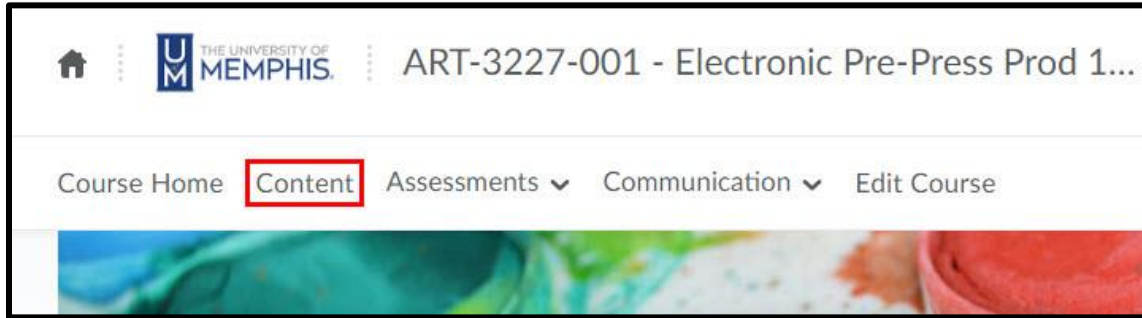 UM THE UNIVERSITY OF
MEMPHIS.
ART-3227-001 - Electronic Pre-Press Prod 1...
Course Home Content Assessments Communication Edit Course